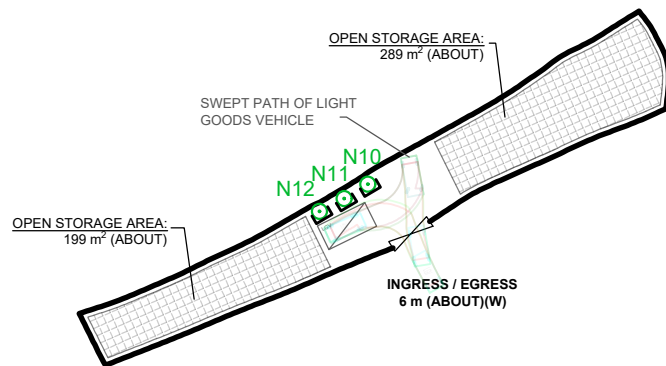 OPEN STORAGE AREA:
289 m² (ABOUT)
SWEPT PATH OF LIGHT
GOODS VEHICLE
N10
N11
N12
OPEN STORAGE AREA:
199 m² (ABOUT)
INGRESS / EGRESS
6 m (ABOUT)(W)